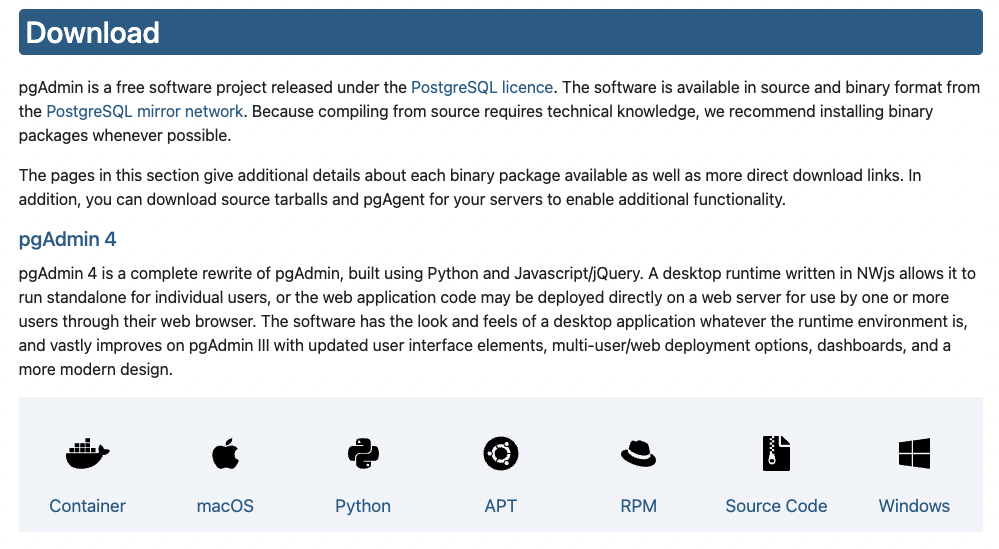 Download
pgAdmin is a free software project released under the PostgreSQL licence. The software is available in source and binary format from
the PostgreSQL mirror network. Because compiling from source requires technical knowledge, we recommend installing binary
packages whenever possible.
The pages in this section give additional details about each binary package available as well as more direct download links. In
addition, you can download source tarballs and pgAgent for your servers to enable additional functionality.
pgAdmin 4
pgAdmin 4 is a complete rewrite of pgAdmin, built using Python and Javascript/jQuery. A desktop runtime written in NWjs allows it to
run standalone for individual users, or the web application code may be deployed directly on a web server for use by one or more
users through their web browser. The software has the look and feels of a desktop application whatever the runtime environment is,
and vastly improves on pgAdmin III with updated user interface elements, multi-user/web deployment options, dashboards, and a
more modern design.
Container macOS Python APT RPM Source Code Windows